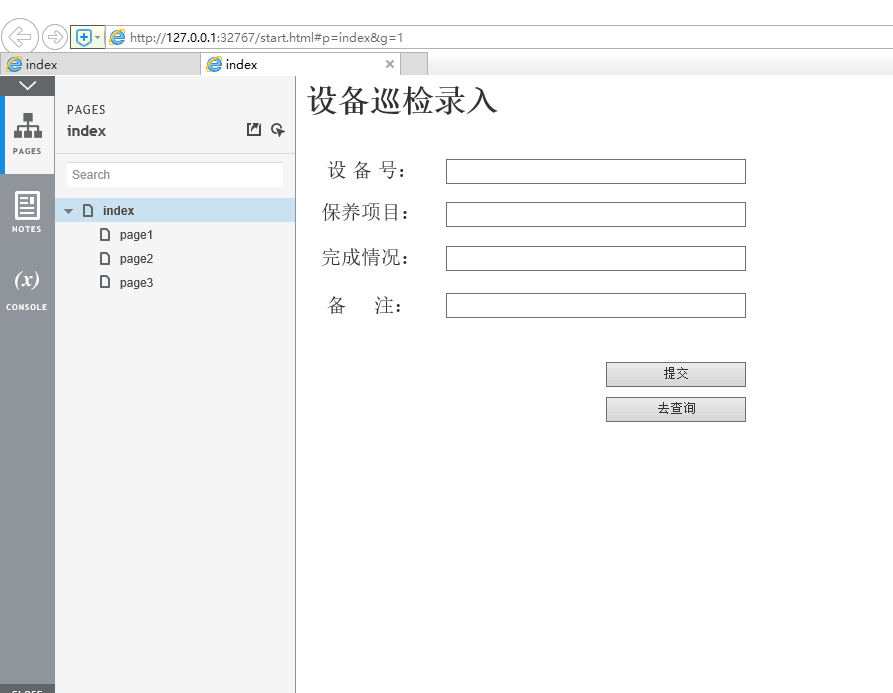 http://127.0.0.1:32767/start.html#p=index&g=1
index
index
PAGES
NOTES
(x)
CONSOLE
PAGES
index
Search
index
page1
page2
page3
设备巡检录入
设 备 号：
保养项目：
完成情况：
备 注：
提交
去查询